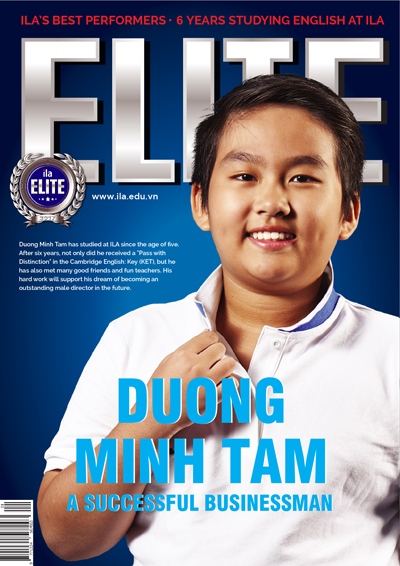 ILA'S BEST PERFORMERS • 6 YEARS STUDYING ENGLISH AT ILA
ELITE
ila
ELITE
www.ila.edu.vn
Duong Minh Tam has studied at ILA since the age of five.
After six years, not only did he received a "Pass with
Distinction" in the Cambridge English: Key (KET), but he
has also met many good friends and fun teachers. His
hard work will support his dream of becoming an
outstanding male director in the future.
DUONG
MINH TAM
A SUCCESSFUL BUSINESSMAN